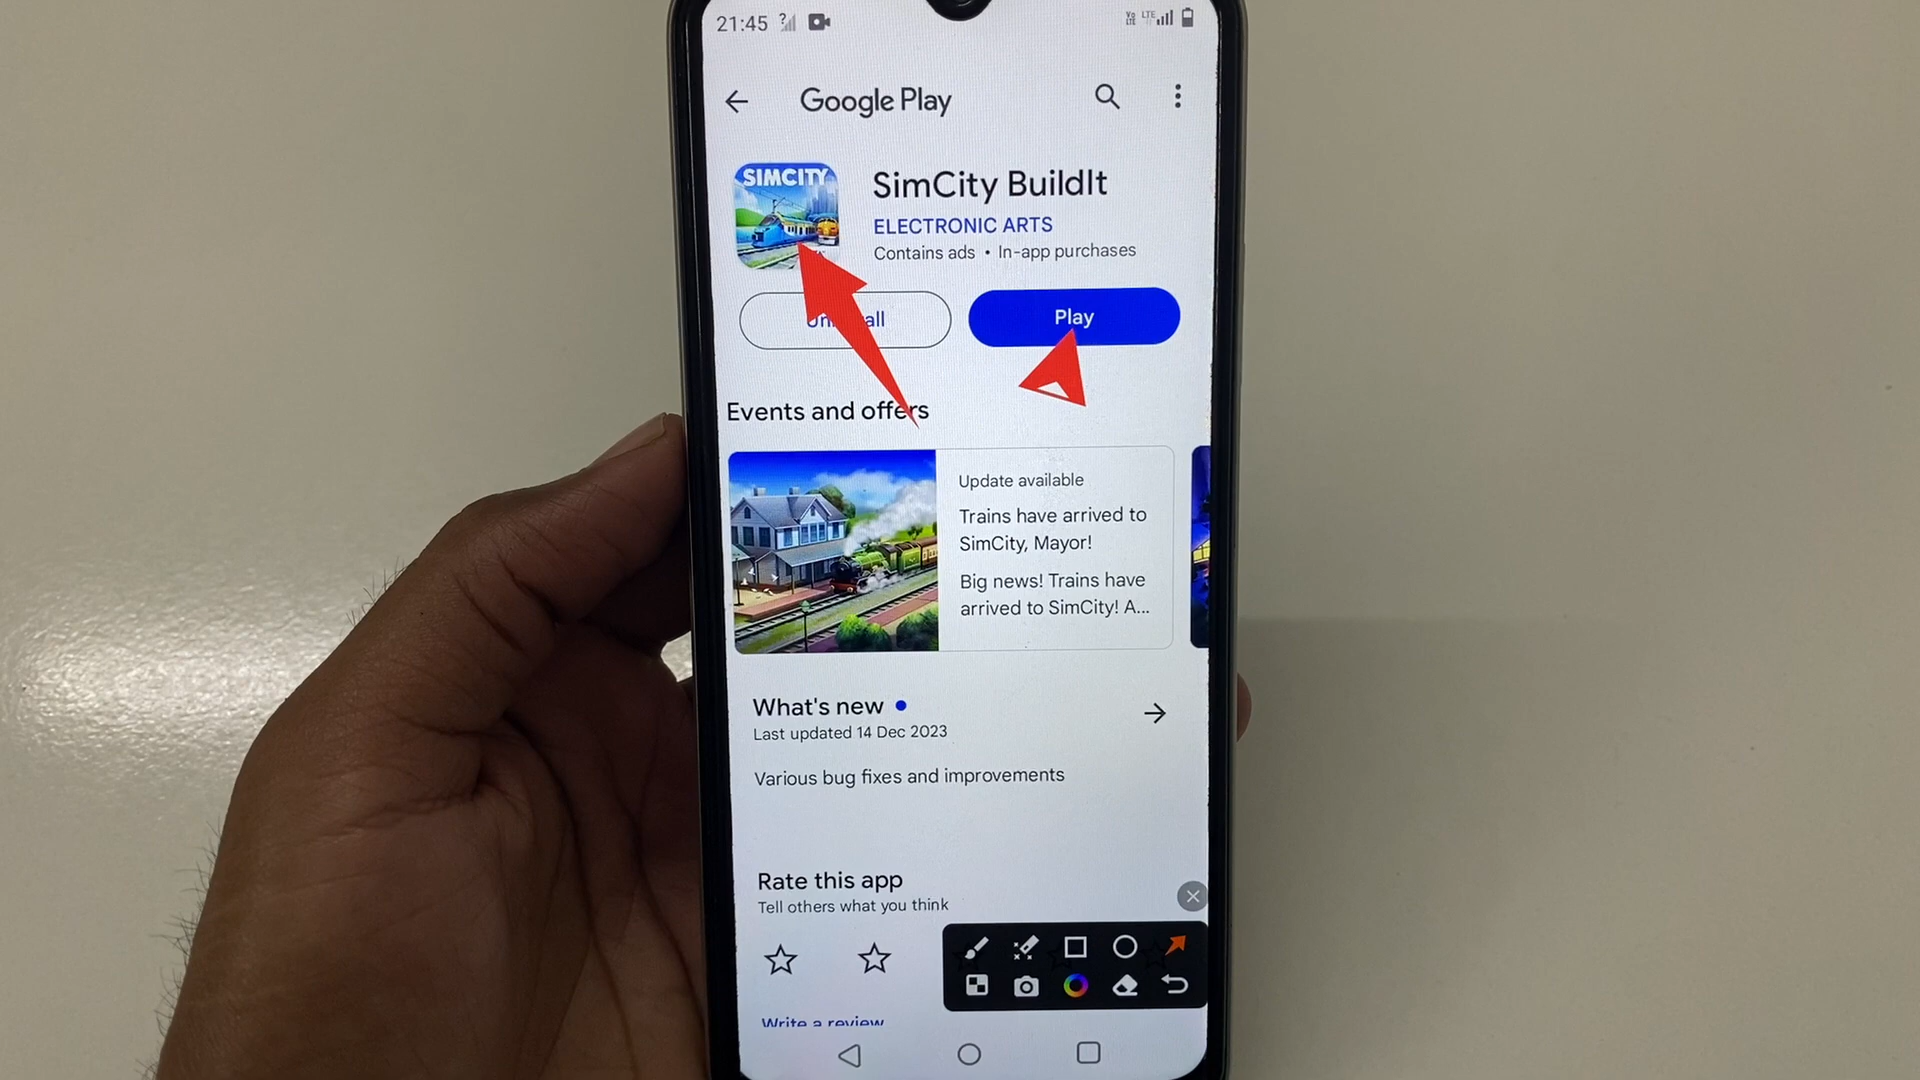 21:45
Google Play
SIMCITY
SimCity BuildIt
ELECTRONIC ARTS
Contains ads • In-app purchases
Play
Events and offers
Update available
Trains have arrived to
SimCity, Mayor!
Big news! Trains have
arrived to SimCity! A...
What's new
Last updated 14 Dec 2023
Various bug fixes and improvements
Rate this app
Tell others what you think
Write a review